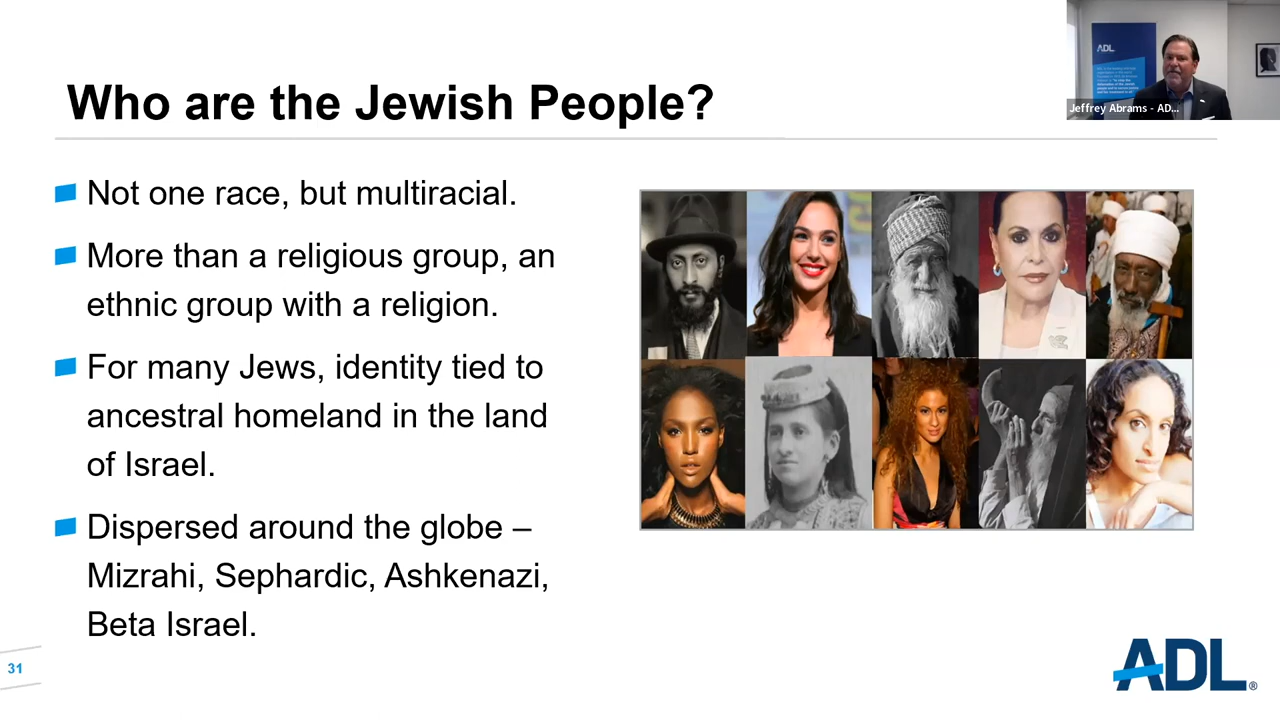 ADL
Jeffrey Abrams - AD...
Who are the Jewish People?
Not one race, but multiracial.
More than a religious group, an
ethnic group with a religion.
For many Jews, identity tied to
ancestral homeland in the land
of Israel.
Dispersed around the globe –
Mizrahi, Sephardic, Ashkenazi,
Beta Israel.
31
ADL®